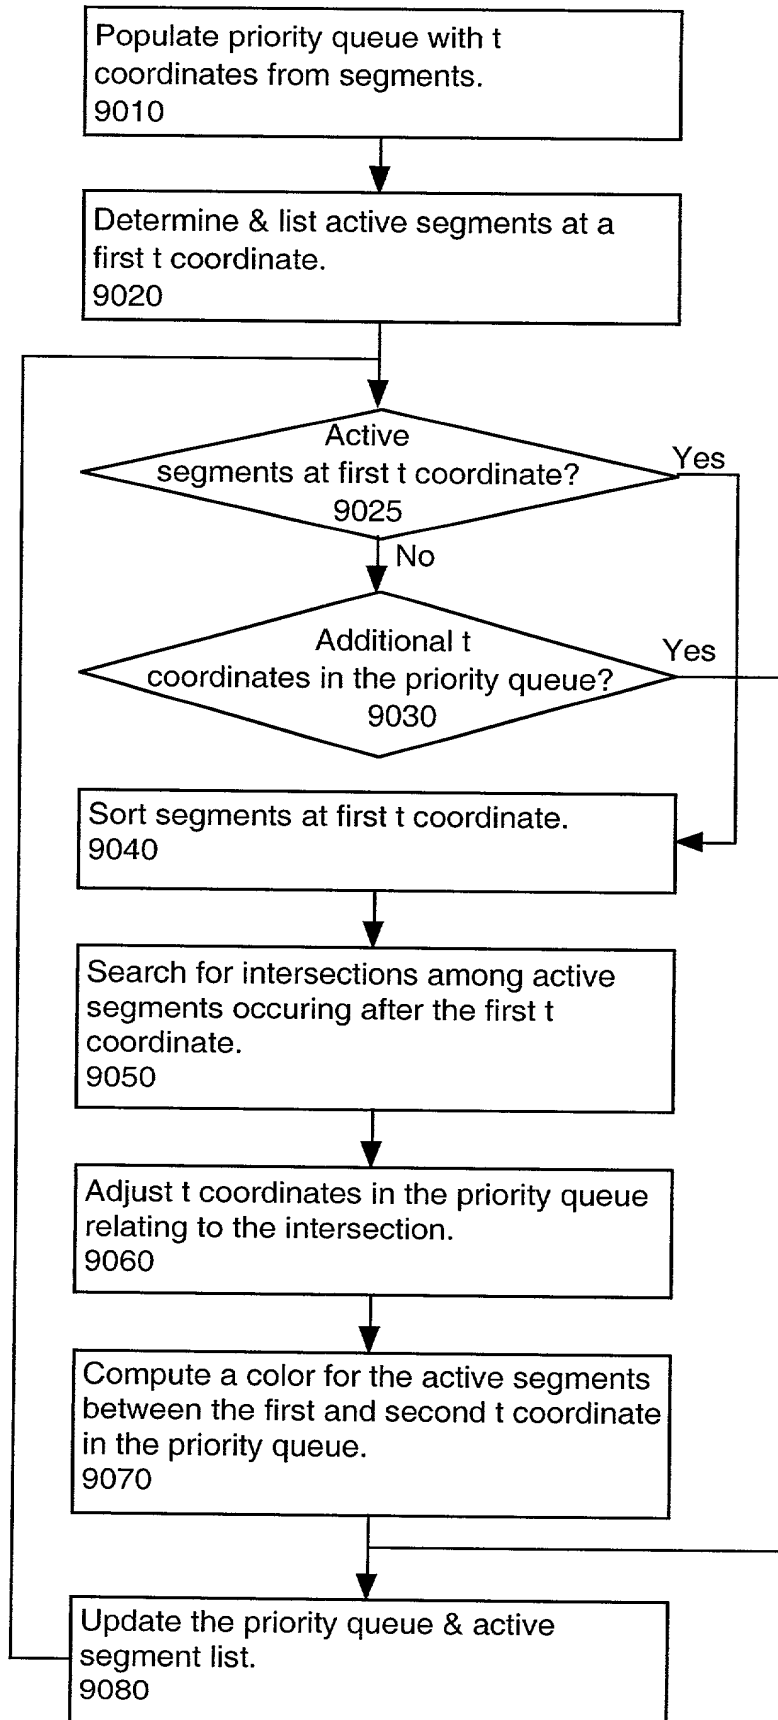 Populate priority queue with t
coordinates from segments.
9010
Determine & list active segments at a
first t coordinate.
9020
Active
segments at first t coordinate?
9025
Yes
No
Additional t
coordinates in the priority queue?
9030
Yes
Sort segments at first t coordinate.
9040
Search for intersections among active
segments occuring after the first t
coordinate.
9050
Adjust t coordinates in the priority queue
relating to the intersection.
9060
Compute a color for the active segments
between the first and second t coordinate
in the priority queue.
9070
Update the priority queue & active
segment list.
9080